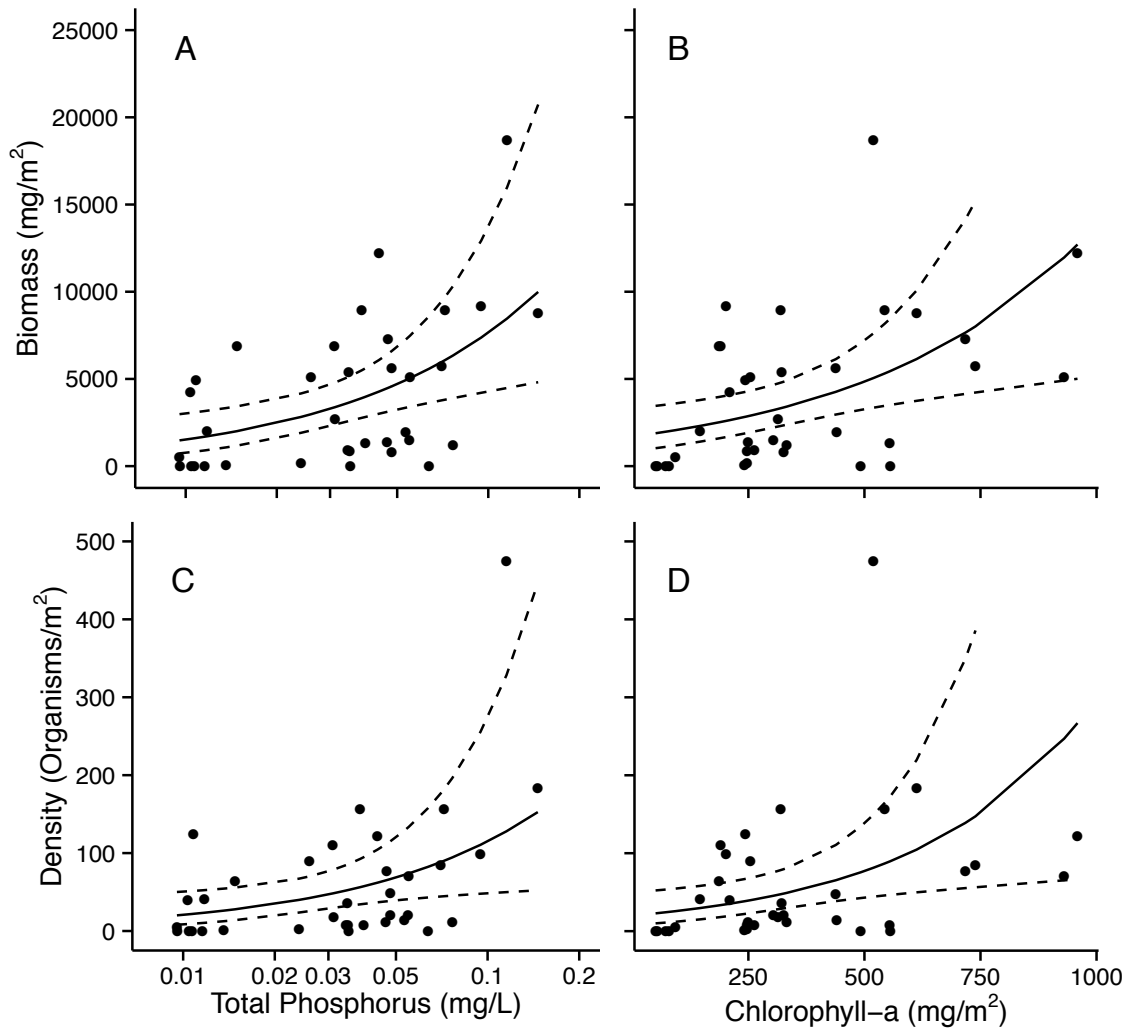 A
B
25000
20000
15000
10000
5000
0
Biomass (mg/m²)
C
D
500
400
300
200
100
0
Density (Organisms/m²)
0.01 0.02 0.03 0.05 0.1 0.2
250 500 750 1000
Total Phosphorus (mg/L)
Chlorophyll−a (mg/m²)